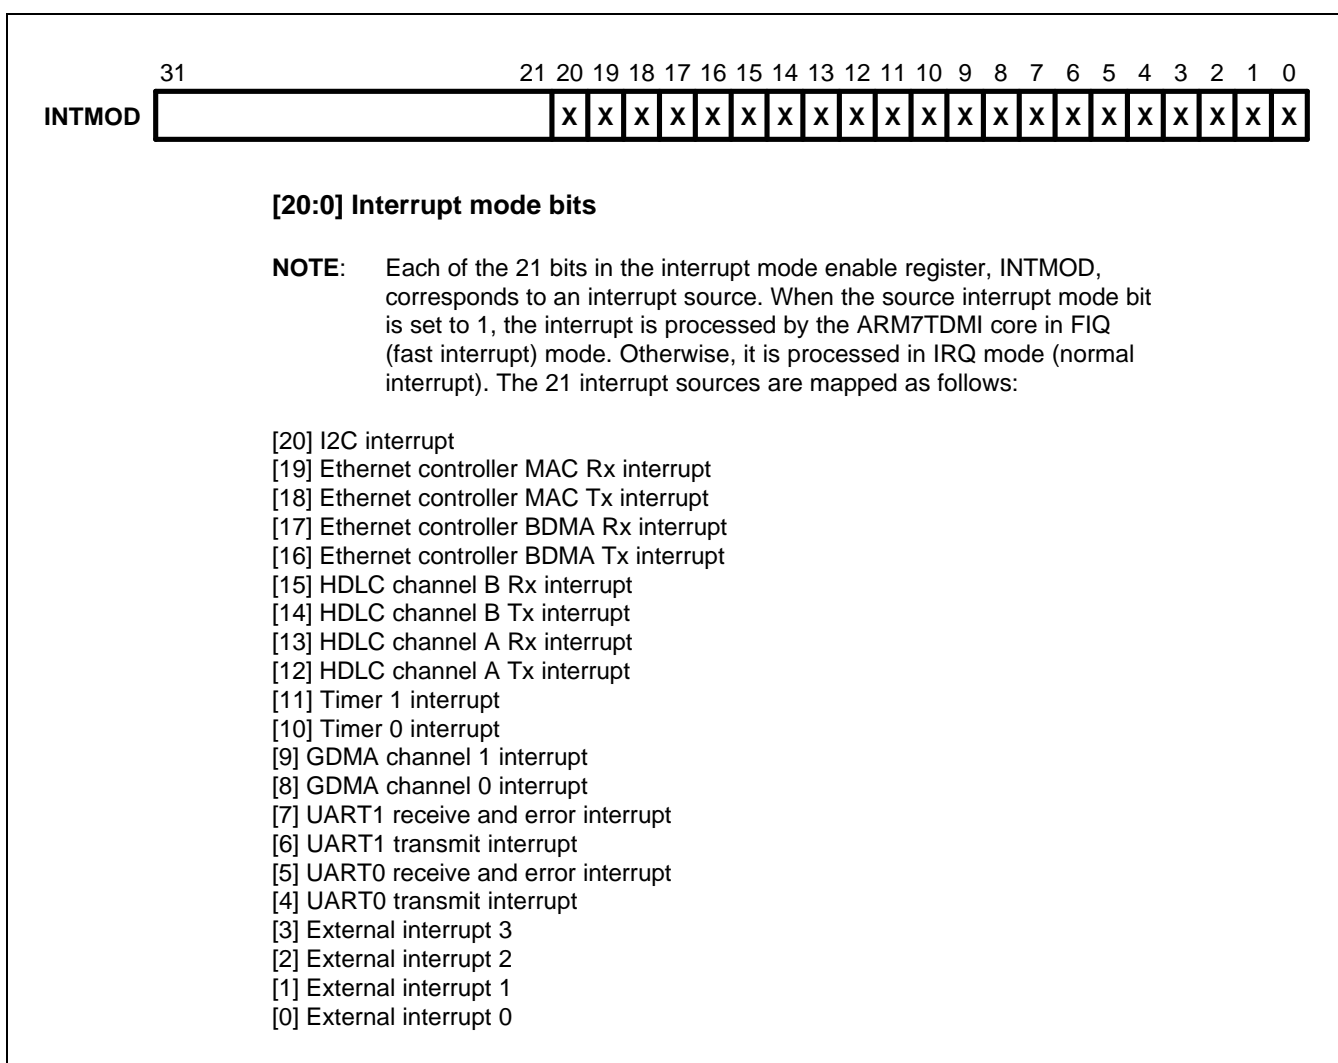 31 21 20 19 18 17 16 15 14 13 12 11 10 9 8 7 6 5 4 3 2 1 0
INTMOD X X X X X X X X X X X X X X X X X X X X X
[20:0] Interrupt mode bits
NOTE: Each of the 21 bits in the interrupt mode enable register, INTMOD,
corresponds to an interrupt source. When the source interrupt mode bit
is set to 1, the interrupt is processed by the ARM7TDMI core in FIQ
(fast interrupt) mode. Otherwise, it is processed in IRQ mode (normal
interrupt). The 21 interrupt sources are mapped as follows:
[20] I2C interrupt
[19] Ethernet controller MAC Rx interrupt
[18] Ethernet controller MAC Tx interrupt
[17] Ethernet controller BDMA Rx interrupt
[16] Ethernet controller BDMA Tx interrupt
[15] HDLC channel B Rx interrupt
[14] HDLC channel B Tx interrupt
[13] HDLC channel A Rx interrupt
[12] HDLC channel A Tx interrupt
[11] Timer 1 interrupt
[10] Timer 0 interrupt
[9] GDMA channel 1 interrupt
[8] GDMA channel 0 interrupt
[7] UART1 receive and error interrupt
[6] UART1 transmit interrupt
[5] UART0 receive and error interrupt
[4] UART0 transmit interrupt
[3] External interrupt 3
[2] External interrupt 2
[1] External interrupt 1
[0] External interrupt 0